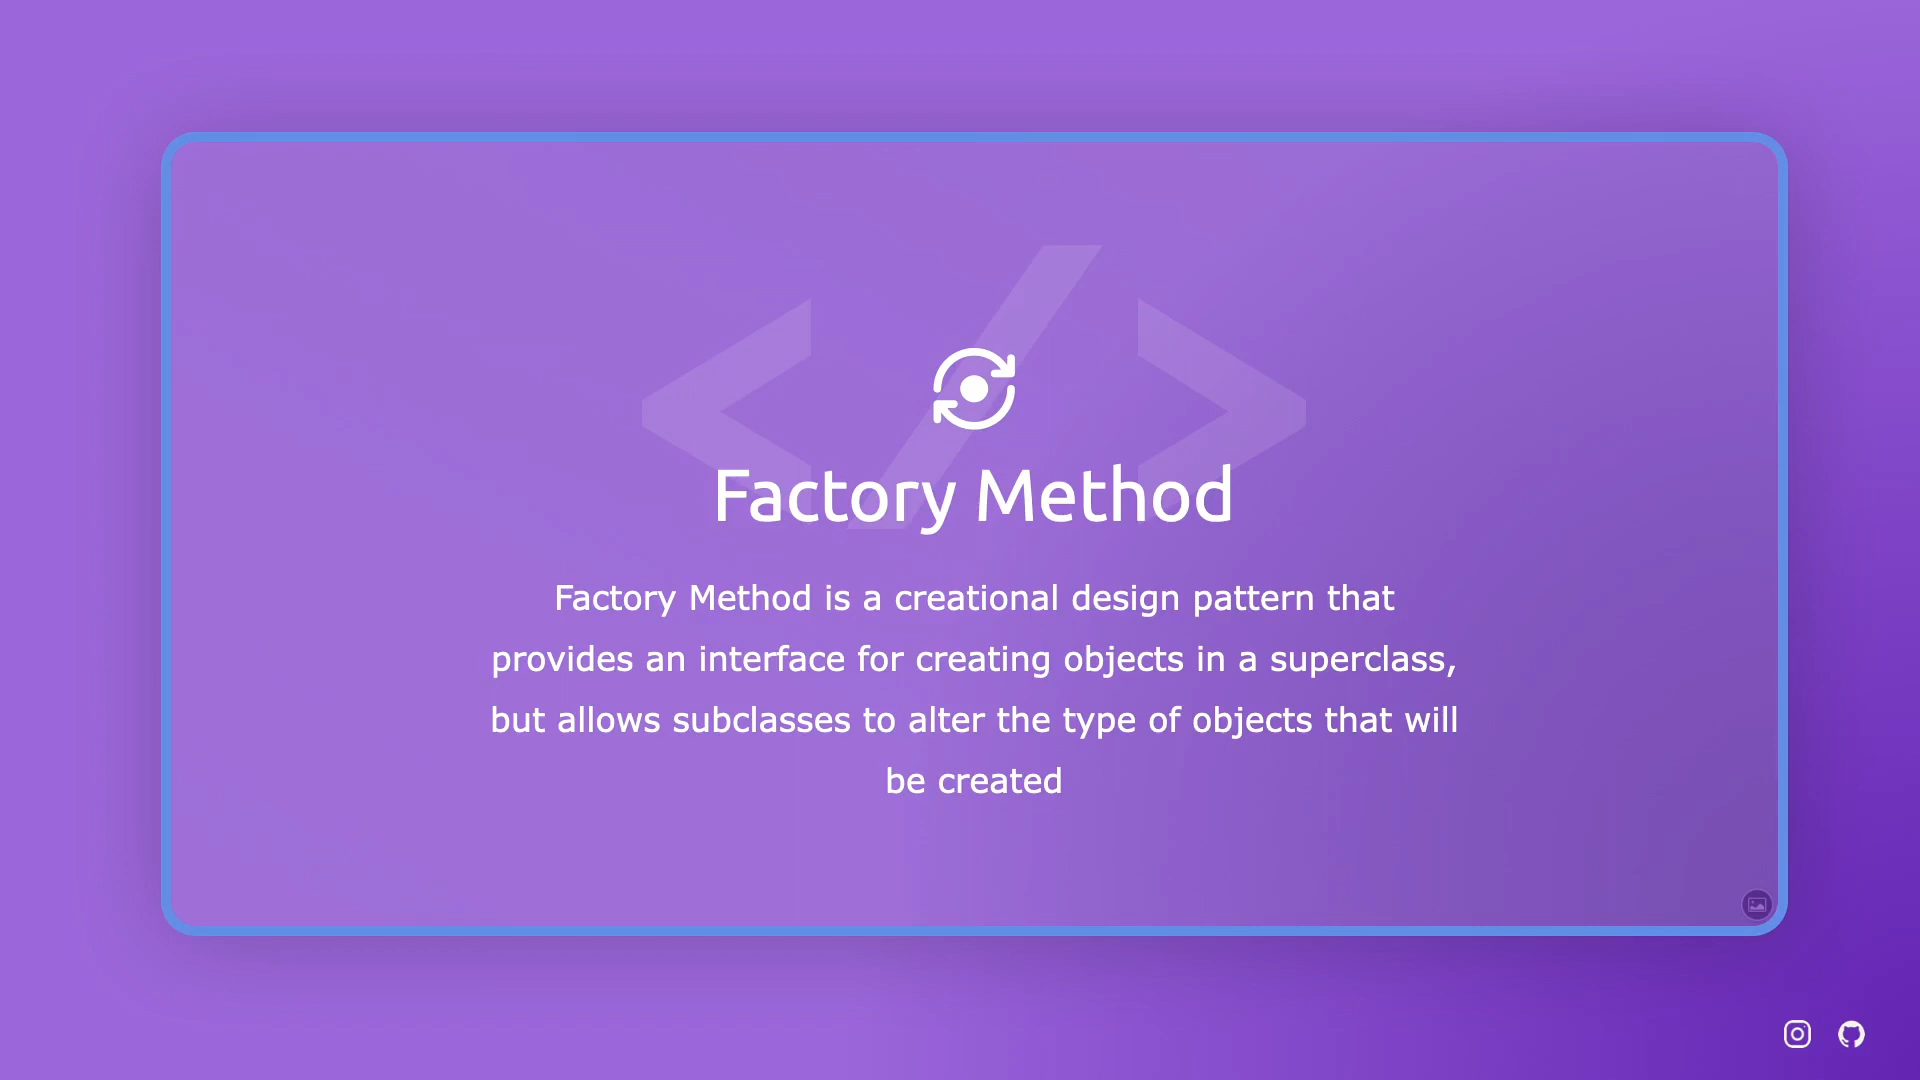 Factory Method
Factory Method is a creational design pattern that
provides an interface for creating objects in a superclass,
but allows subclasses to alter the type of objects that will
be created